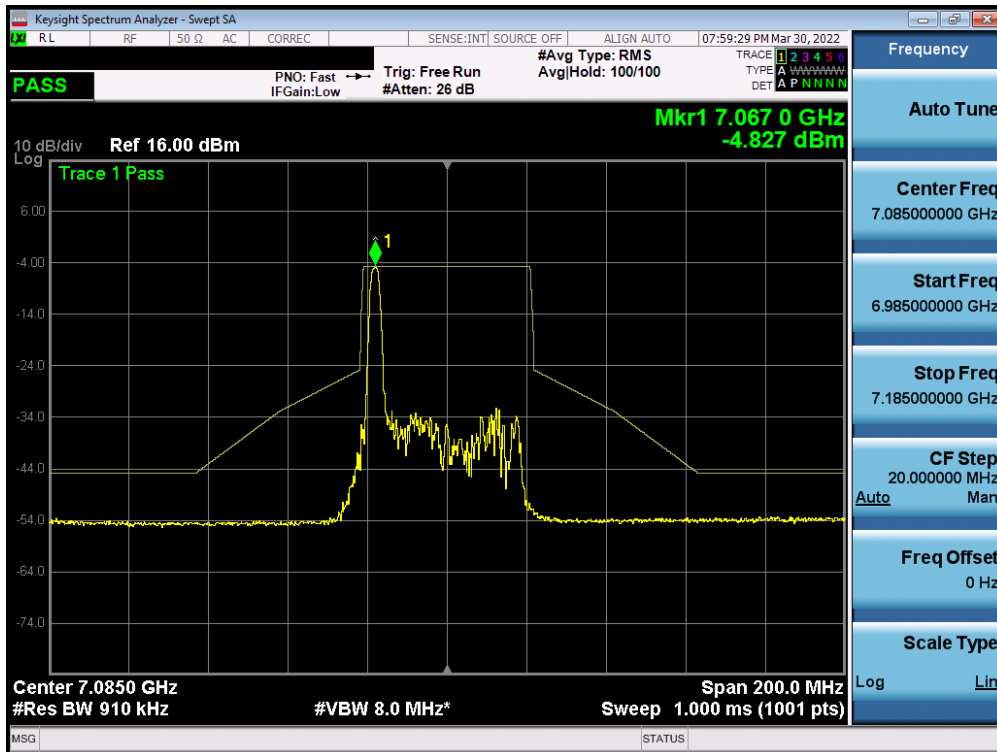 Keysight Spectrum Analyzer - Swept SA
LXI RL RF 50 Ω AC CORREC SENSE:INT SOURCE OFF ALIGN AUTO 07:59:29 PM Mar 30, 2022
PASS
PNO: Fast
IFGain:Low
Trig: Free Run
#Atten: 26 dB
#Avg Type: RMS
Avg|Hold: 100/100
TRACE 1 2 3 4 5 6
TYPE A WWWWW
DET A P N N N N
Mkr1 7.067 0 GHz
-4.827 dBm
10 dB/div Ref 16.00 dBm
Log
Trace 1 Pass
1
6.00
-4.00
-14.0
-24.0
-34.0
-44.0
-54.0
-64.0
-74.0
Center 7.0850 GHz Span 200.0 MHz
#Res BW 910 kHz #VBW 8.0 MHz* Sweep 1.000 ms (1001 pts)
MSG STATUS
Frequency
Auto Tune
Center Freq
7.085000000 GHz
Start Freq
6.985000000 GHz
Stop Freq
7.185000000 GHz
CF Step
20.000000 MHz
Auto Man
Freq Offset
0 Hz
Scale Type
Log Lin